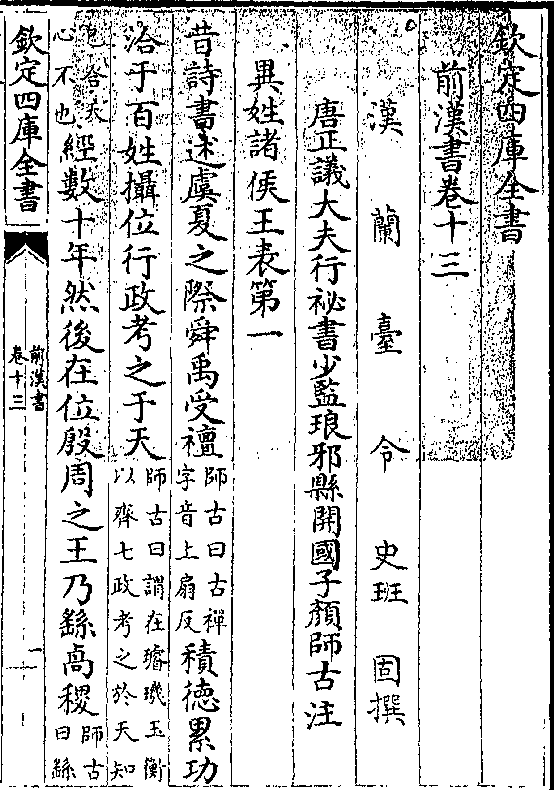 欽定四庫全書
前漢書卷十三
漢蘭臺令史班固撰
唐正議大夫行祕書少監琅邪縣開國子顏師古注
異姓諸侯王表第一
昔詩書述虞夏之際舜禹受禪師古曰古禪字音上扇反積德累功
洽于百姓攝位行政考之于天師古曰謂在璿璣玉衡以齊七政考之於天知
心不也經數十年然後在位殷周之王乃繇卨稷師古曰繇
欽定四庫全書
前漢書
卷十三
一